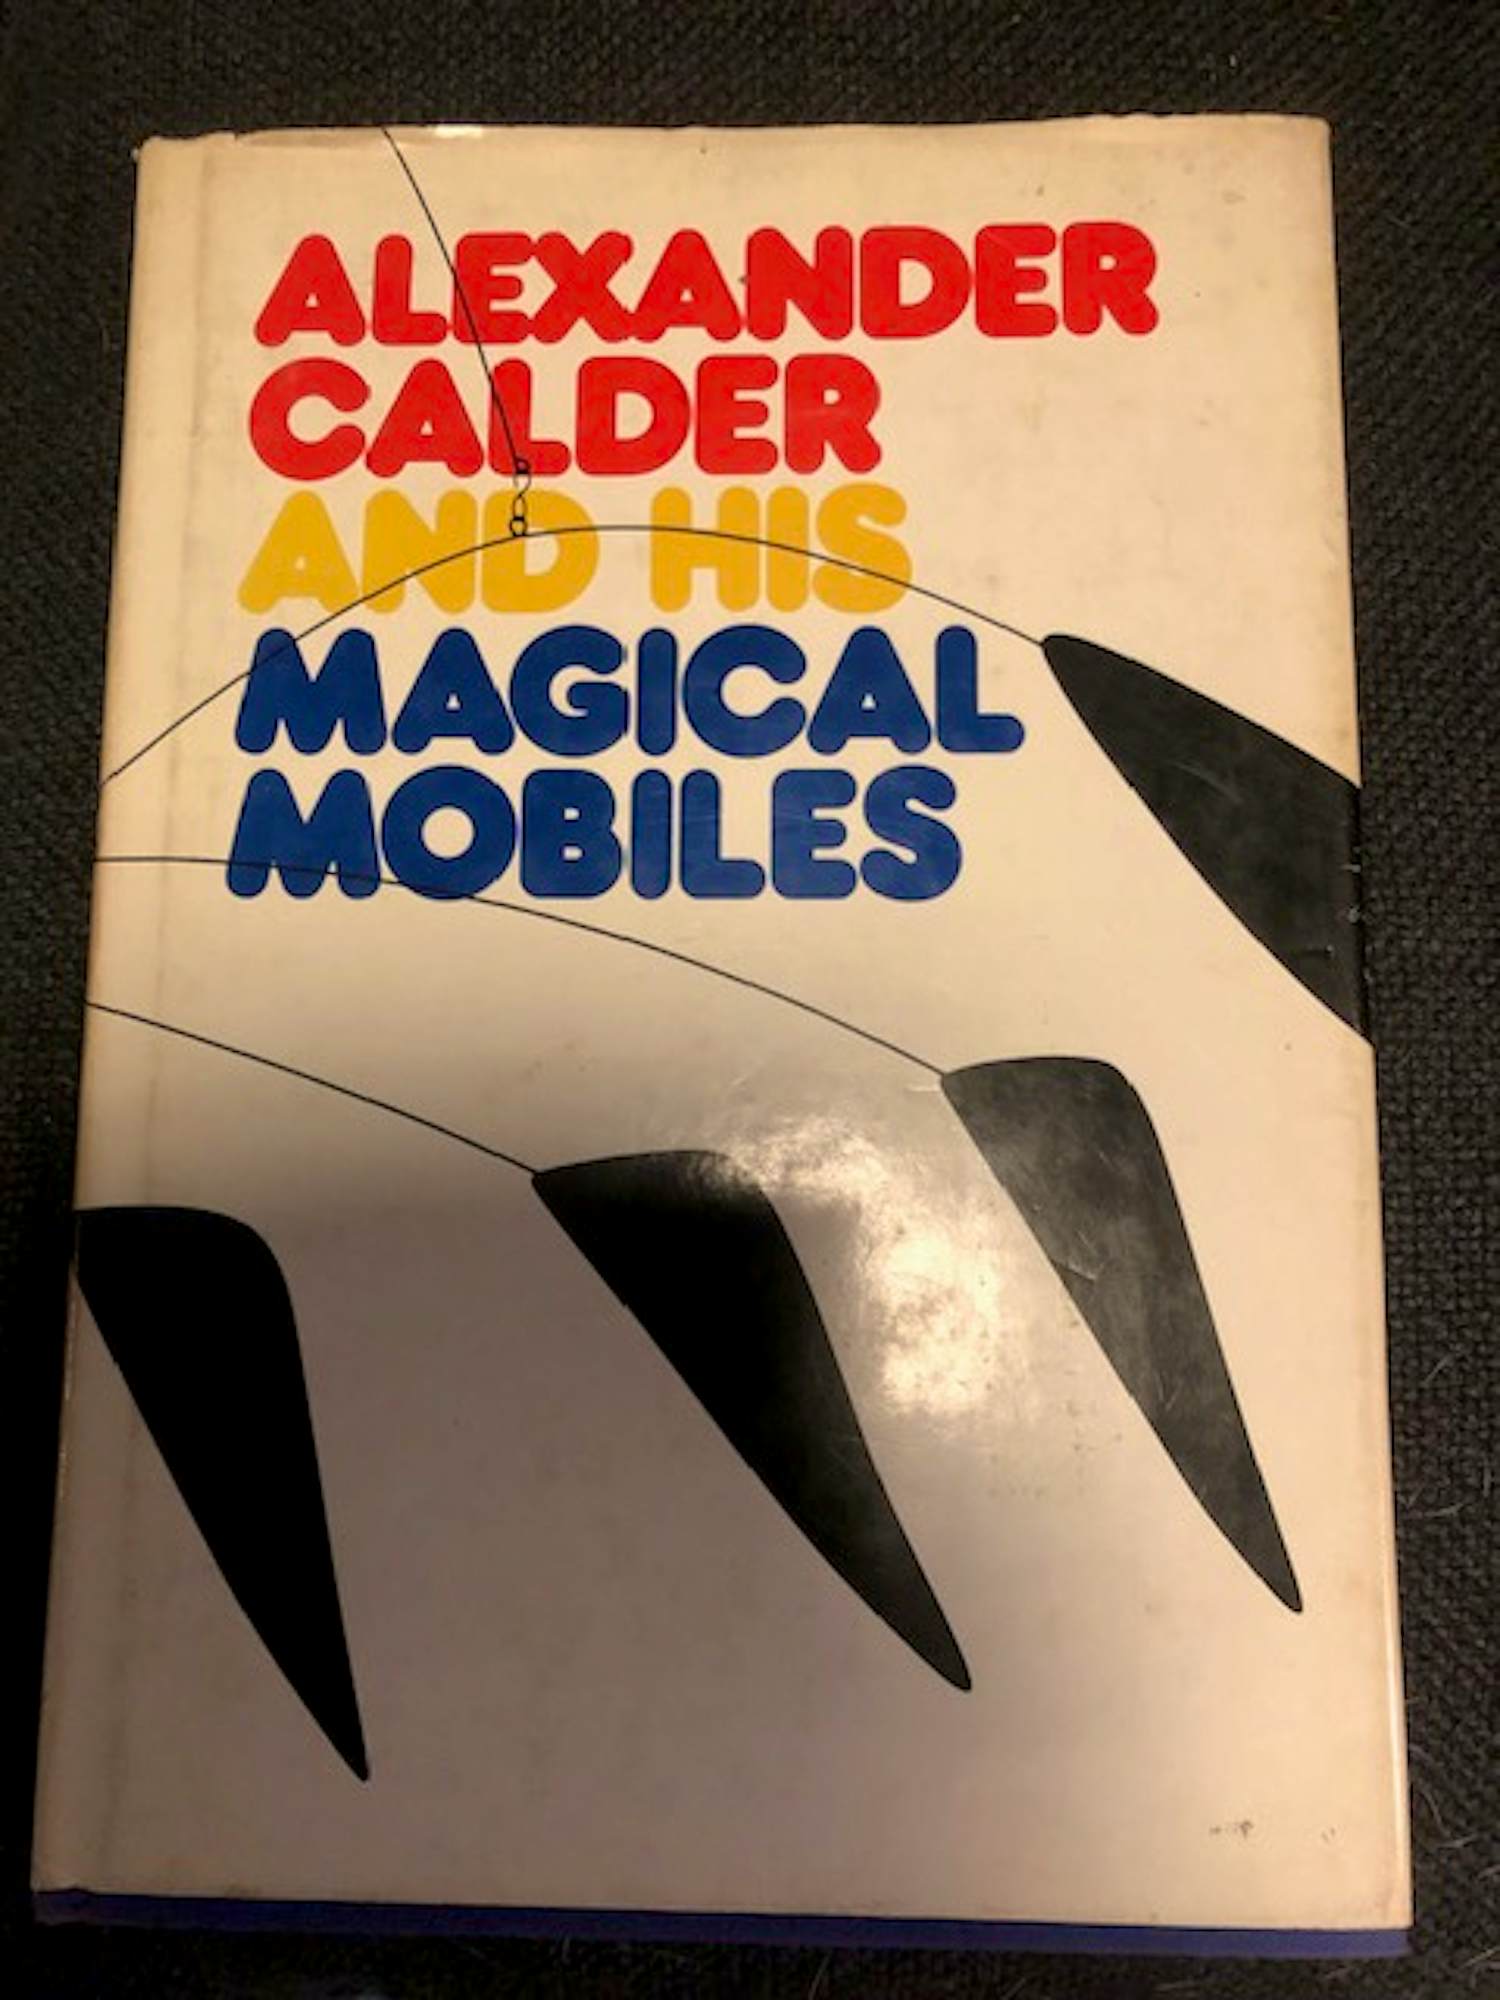 ALEXANDER
CALDER
AND HIS
MAGICAL
MOBILES